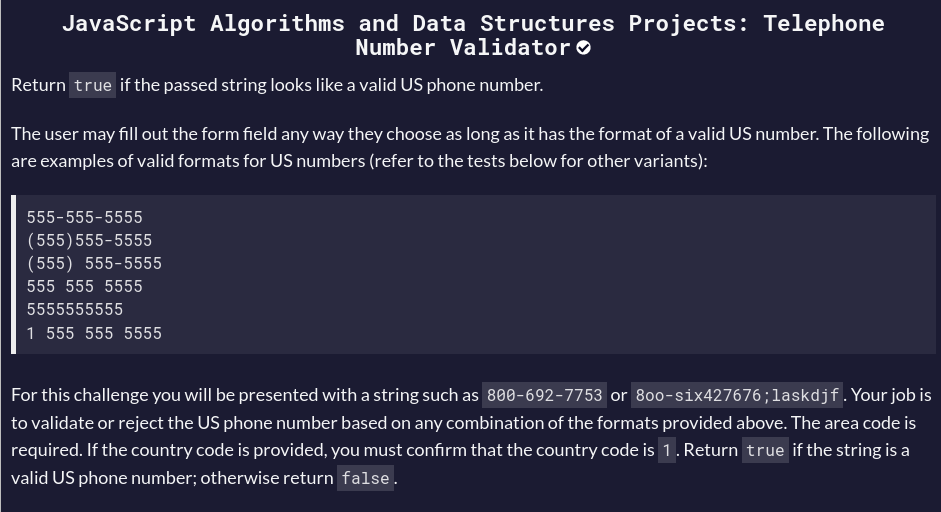 JavaScript Algorithms and Data Structures Projects: Telephone
Number Validator
Return true if the passed string looks like a valid US phone number.
The user may fill out the form field any way they choose as long as it has the format of a valid US number. The following
are examples of valid formats for US numbers (refer to the tests below for other variants):
555-555-5555
(555)555-5555
(555) 555-5555
555 555 5555
5555555555
1 555 555 5555
For this challenge you will be presented with a string such as 800-692-7753 or 8oo-six427676;laskdjf. Your job is
to validate or reject the US phone number based on any combination of the formats provided above. The area code is
required. If the country code is provided, you must confirm that the country code is 1. Return true if the string is a
valid US phone number; otherwise return false.